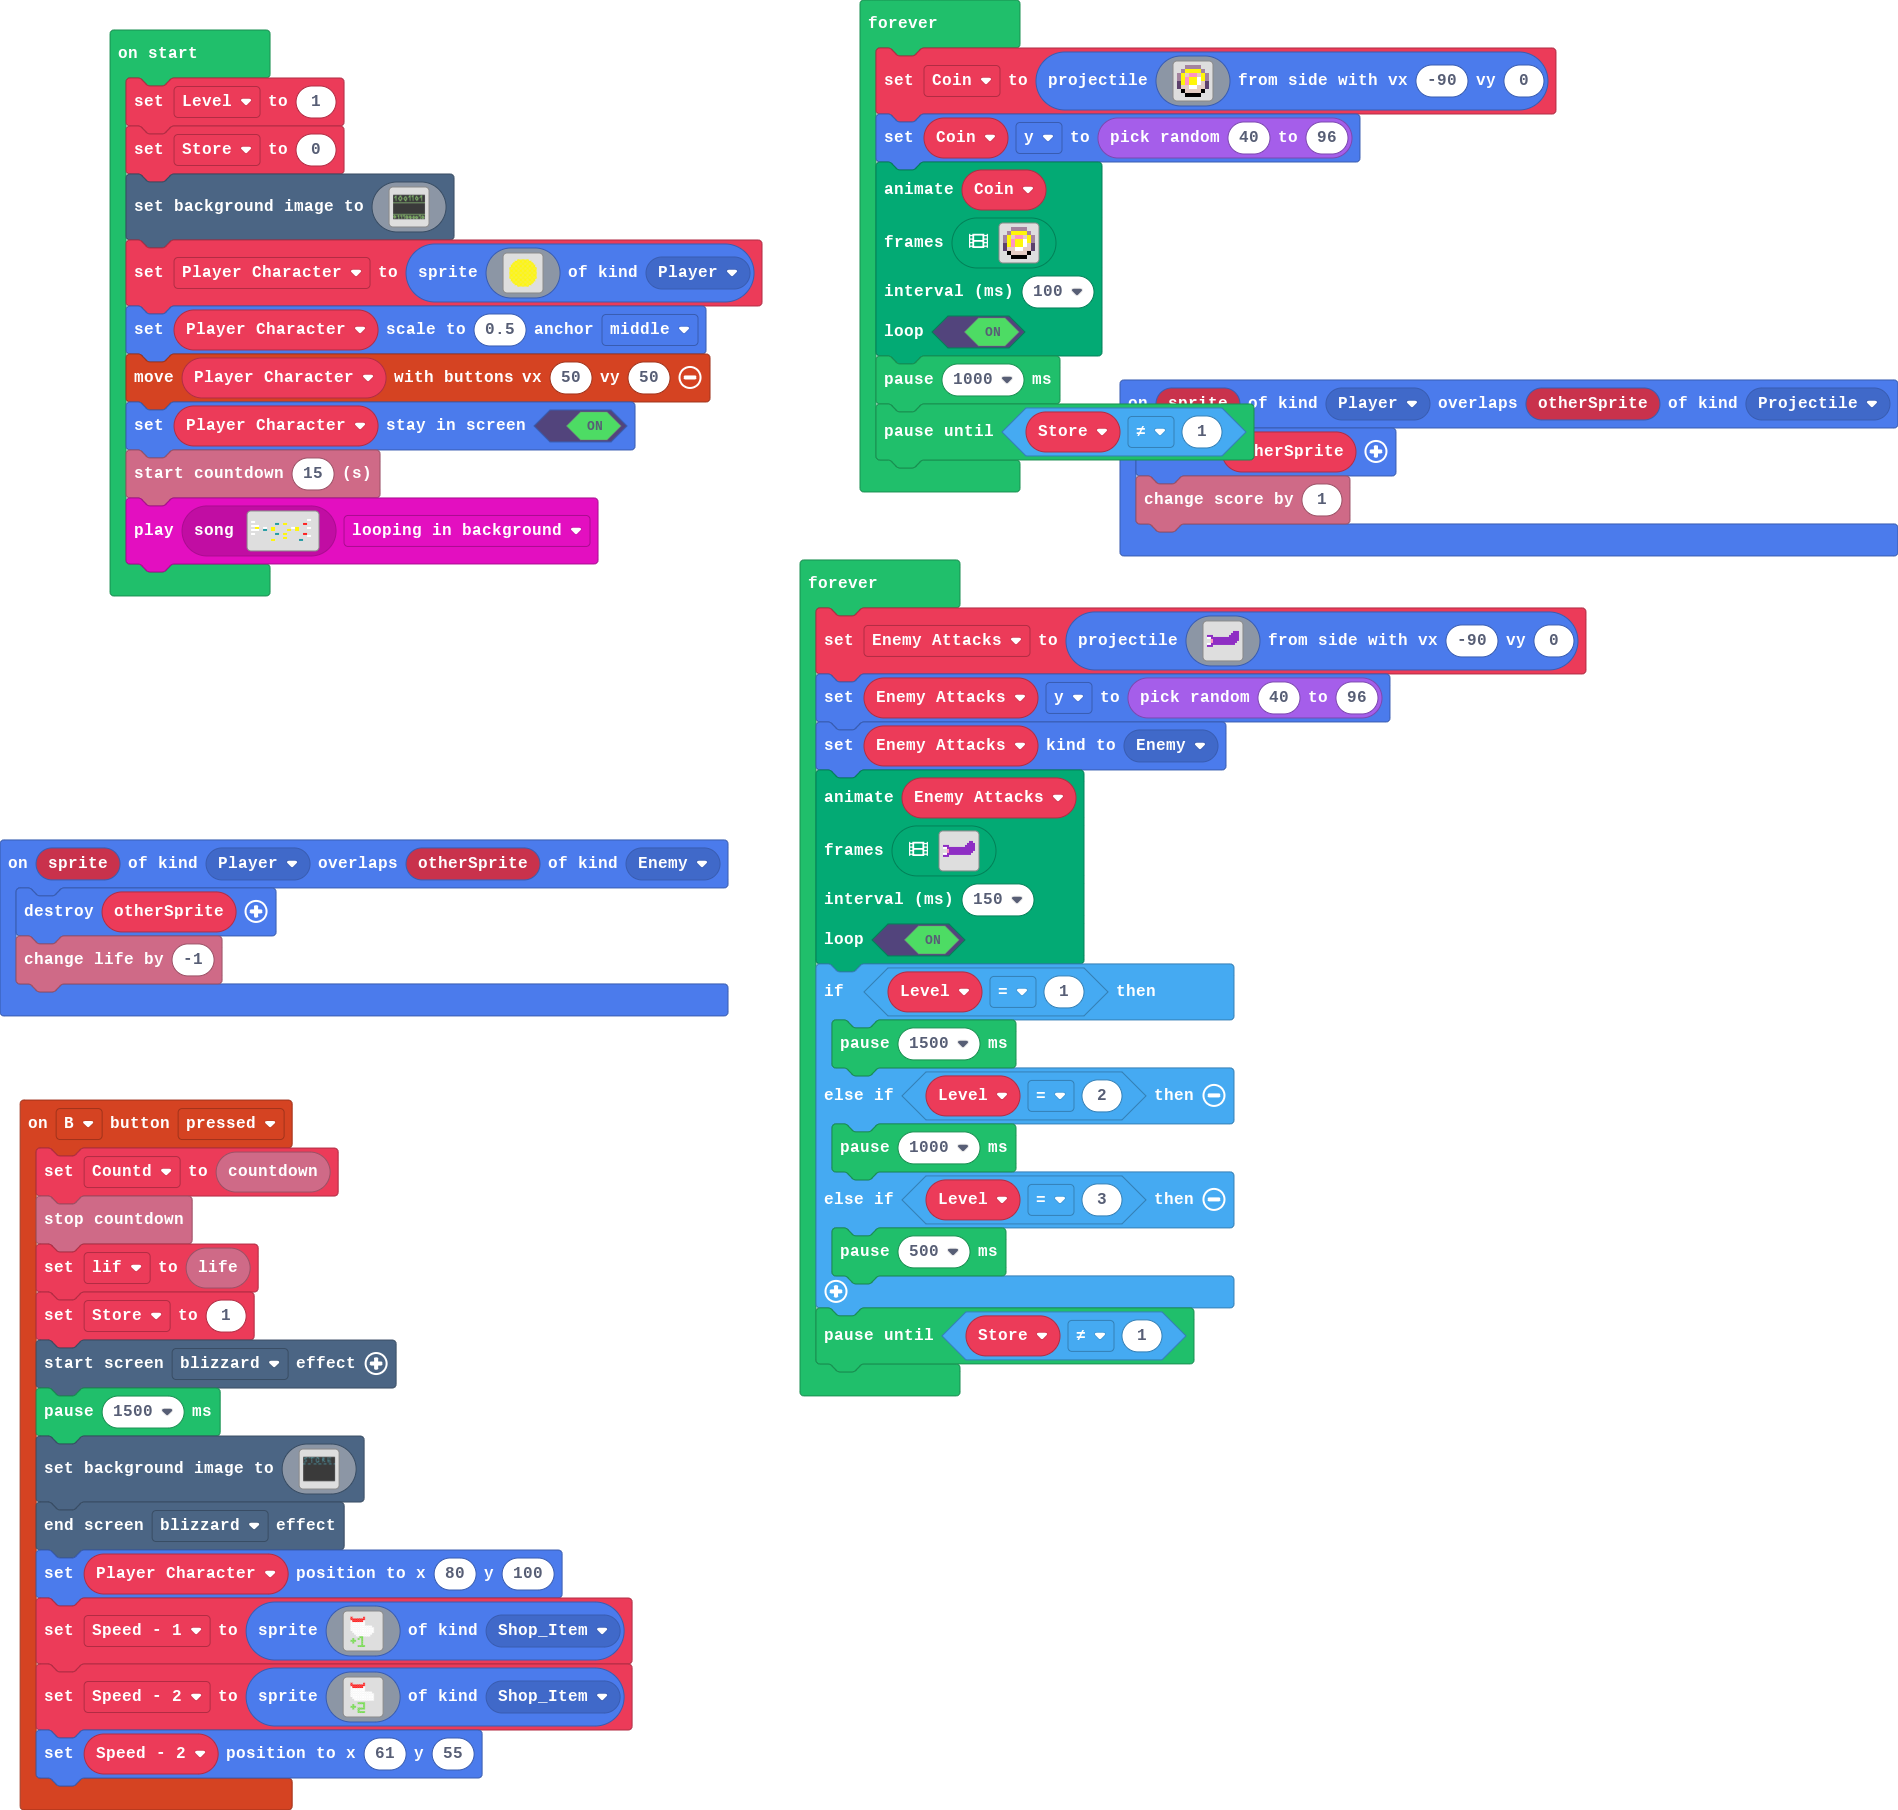 on start
set Level to 1
set Store to 0
set background image to
set Player Character to sprite of kind Player
set Player Character scale to 0.5 anchor middle
move Player Character with buttons vx 50 vy 50
set Player Character stay in screen ON
start countdown 15 (s)
play song looping in background
forever
set Coin to projectile from side with vx -90 vy 0
set Coin y to pick random 40 to 96
animate Coin
frames
interval (ms) 100
loop ON
pause 1000 ms
pause until Store ≠ 1
on sprite of kind Player overlaps otherSprite of kind Projectile
herSprite
change score by 1
forever
set Enemy Attacks to projectile from side with vx -90 vy 0
set Enemy Attacks y to pick random 40 to 96
set Enemy Attacks kind to Enemy
animate Enemy Attacks
frames
interval (ms) 150
loop ON
if Level = 1 then
pause 1500 ms
else if Level = 2 then
pause 1000 ms
else if Level = 3 then
pause 500 ms
pause until Store ≠ 1
on sprite of kind Player overlaps otherSprite of kind Enemy
destroy otherSprite
change life by -1
on B button pressed
set Countd to countdown
stop countdown
set lif to life
set Store to 1
start screen blizzard effect
pause 1500 ms
set background image to
end screen blizzard effect
set Player Character position to x 80 y 100
set Speed - 1 to sprite +1 of kind Shop_Item
set Speed - 2 to sprite +2 of kind Shop_Item
set Speed - 2 position to x 61 y 55